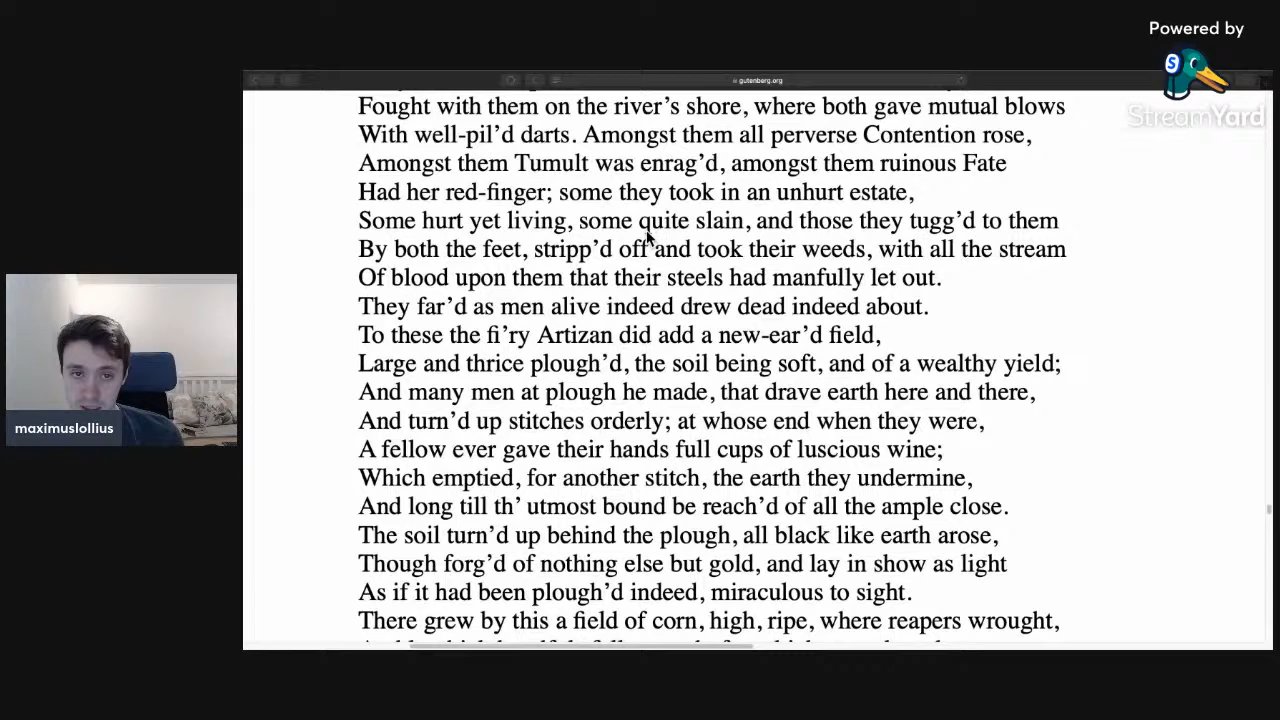 Powered by
S
StreamYard
gutenberg.org
Fought with them on the river’s shore, where both gave mutual blows
With well-pil’d darts. Amongst them all perverse Contention rose,
Amongst them Tumult was enrag’d, amongst them ruinous Fate
Had her red-finger; some they took in an unhurt estate,
Some hurt yet living, some quite slain, and those they tugg’d to them
By both the feet, stripp’d off and took their weeds, with all the stream
Of blood upon them that their steels had manfully let out.
They far’d as men alive indeed drew dead indeed about.
To these the fi’ry Artizan did add a new-ear’d field,
Large and thrice plough’d, the soil being soft, and of a wealthy yield;
And many men at plough he made, that drave earth here and there,
And turn’d up stitches orderly; at whose end when they were,
A fellow ever gave their hands full cups of luscious wine;
Which emptied, for another stitch, the earth they undermine,
And long till th’ utmost bound be reach’d of all the ample close.
The soil turn’d up behind the plough, all black like earth arose,
Though forg’d of nothing else but gold, and lay in show as light
As if it had been plough’d indeed, miraculous to sight.
There grew by this a field of corn, high, ripe, where reapers wrought,
maximuslollius